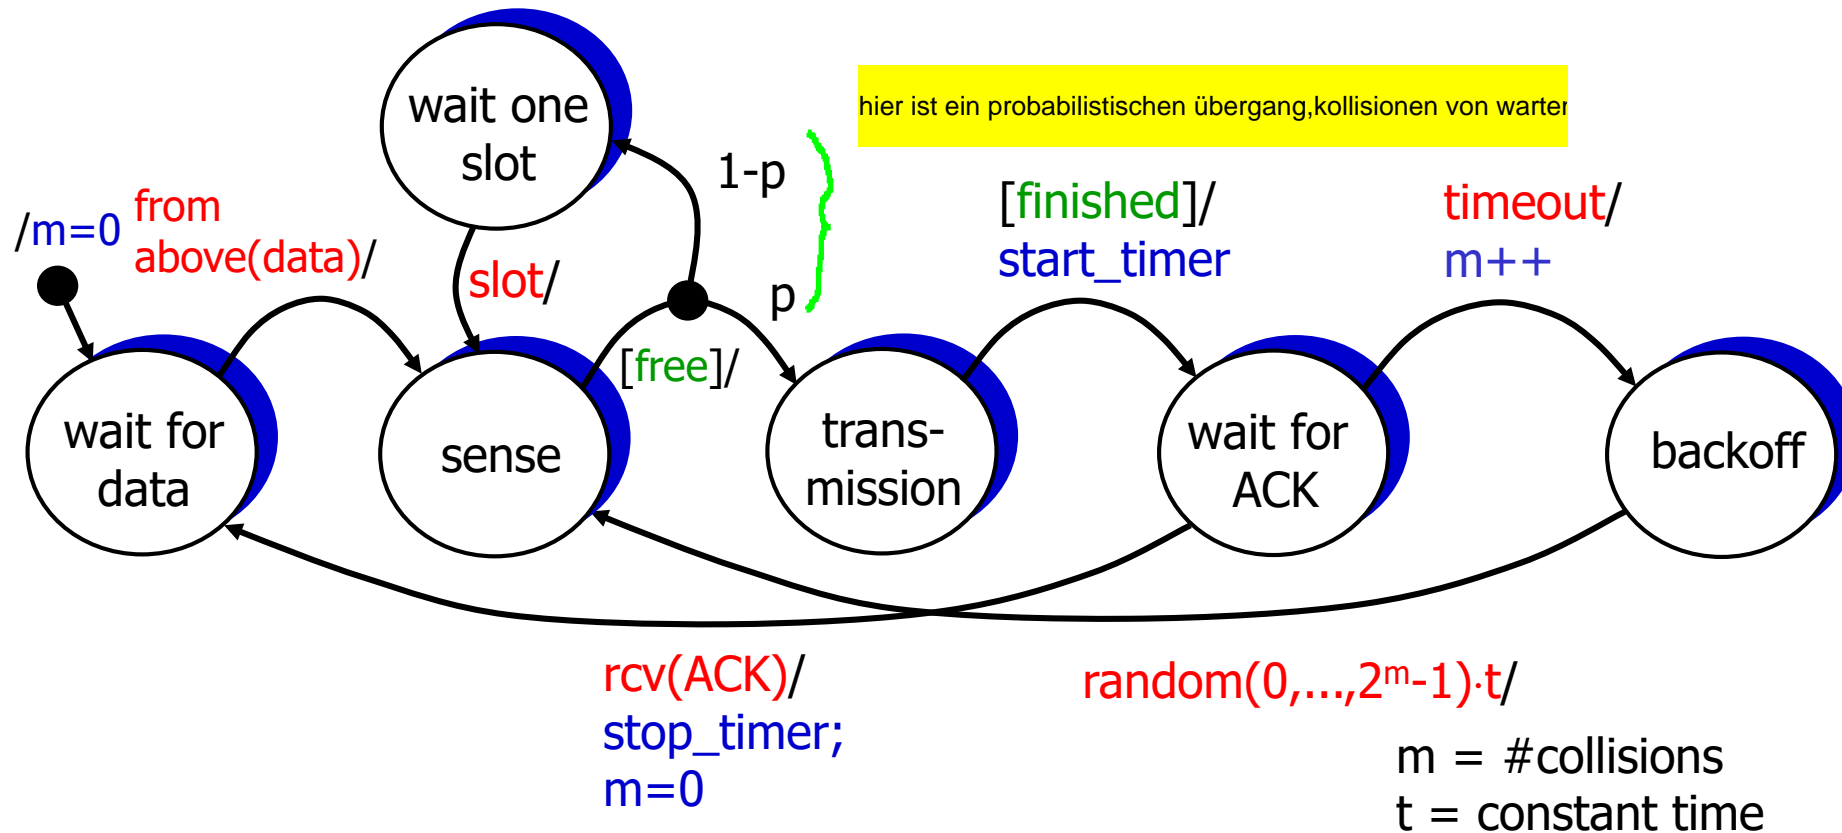 wait one
slot
hier ist ein probabilistischen übergang,kollisionen von
1-p
/m=0
from
above(data)/
slot/
p
[free]/
[finished]/
start_timer
timeout/
m++
wait for
data
sense
trans-
mission
wait for
ACK
backoff
rcv(ACK)/
stop_timer;
m=0
random(0,...,2ᵐ-1)·t/
m = #collisions
t = constant time